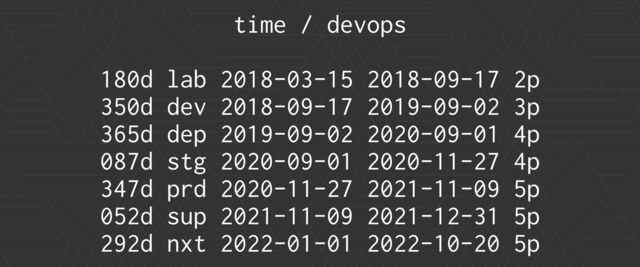 time / devops
180d lab 2018-03-15 2018-09-17 2p
350d dev 2018-09-17 2019-09-02 3p
365d dep 2019-09-02 2020-09-01 4p
087d stg 2020-09-01 2020-11-27 4p
347d prd 2020-11-27 2021-11-09 5p
052d sup 2021-11-09 2021-12-31 5p
292d nxt 2022-01-01 2022-10-20 5p